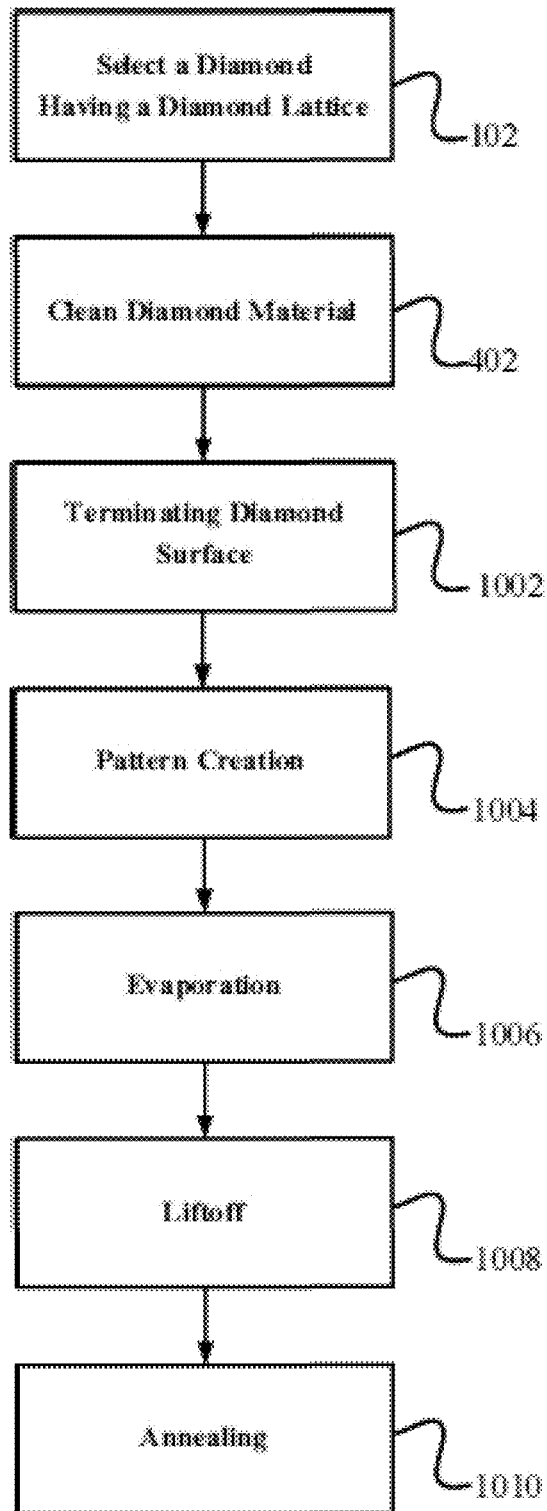 Select a Diamond
Having a Diamond Lattice
102
Clean Diamond Material
402
Terminating Diamond
Surface
1002
Pattern Creation
1004
Evaporation
1006
Liftoff
1008
Annealing
1010